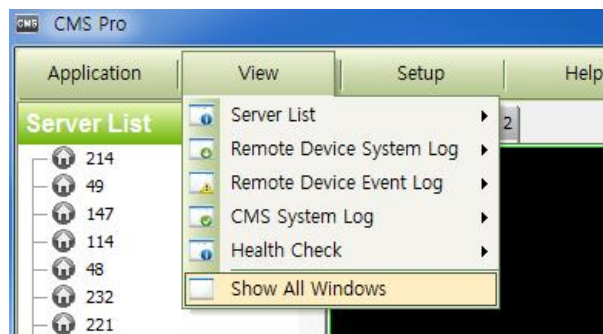 CMS CMS Pro
Application View Setup Help
Server List
214
49
147
114
48
232
221
Server List
Remote Device System Log
Remote Device Event Log
CMS System Log
Health Check
Show All Windows
2